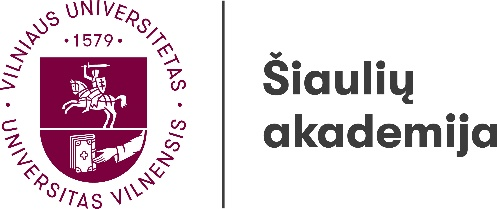 VILNIAUS UNIVERSITETAS
· 1579 ·
UNIVERSITAS VILNENSIS
Šiaulių
akademija